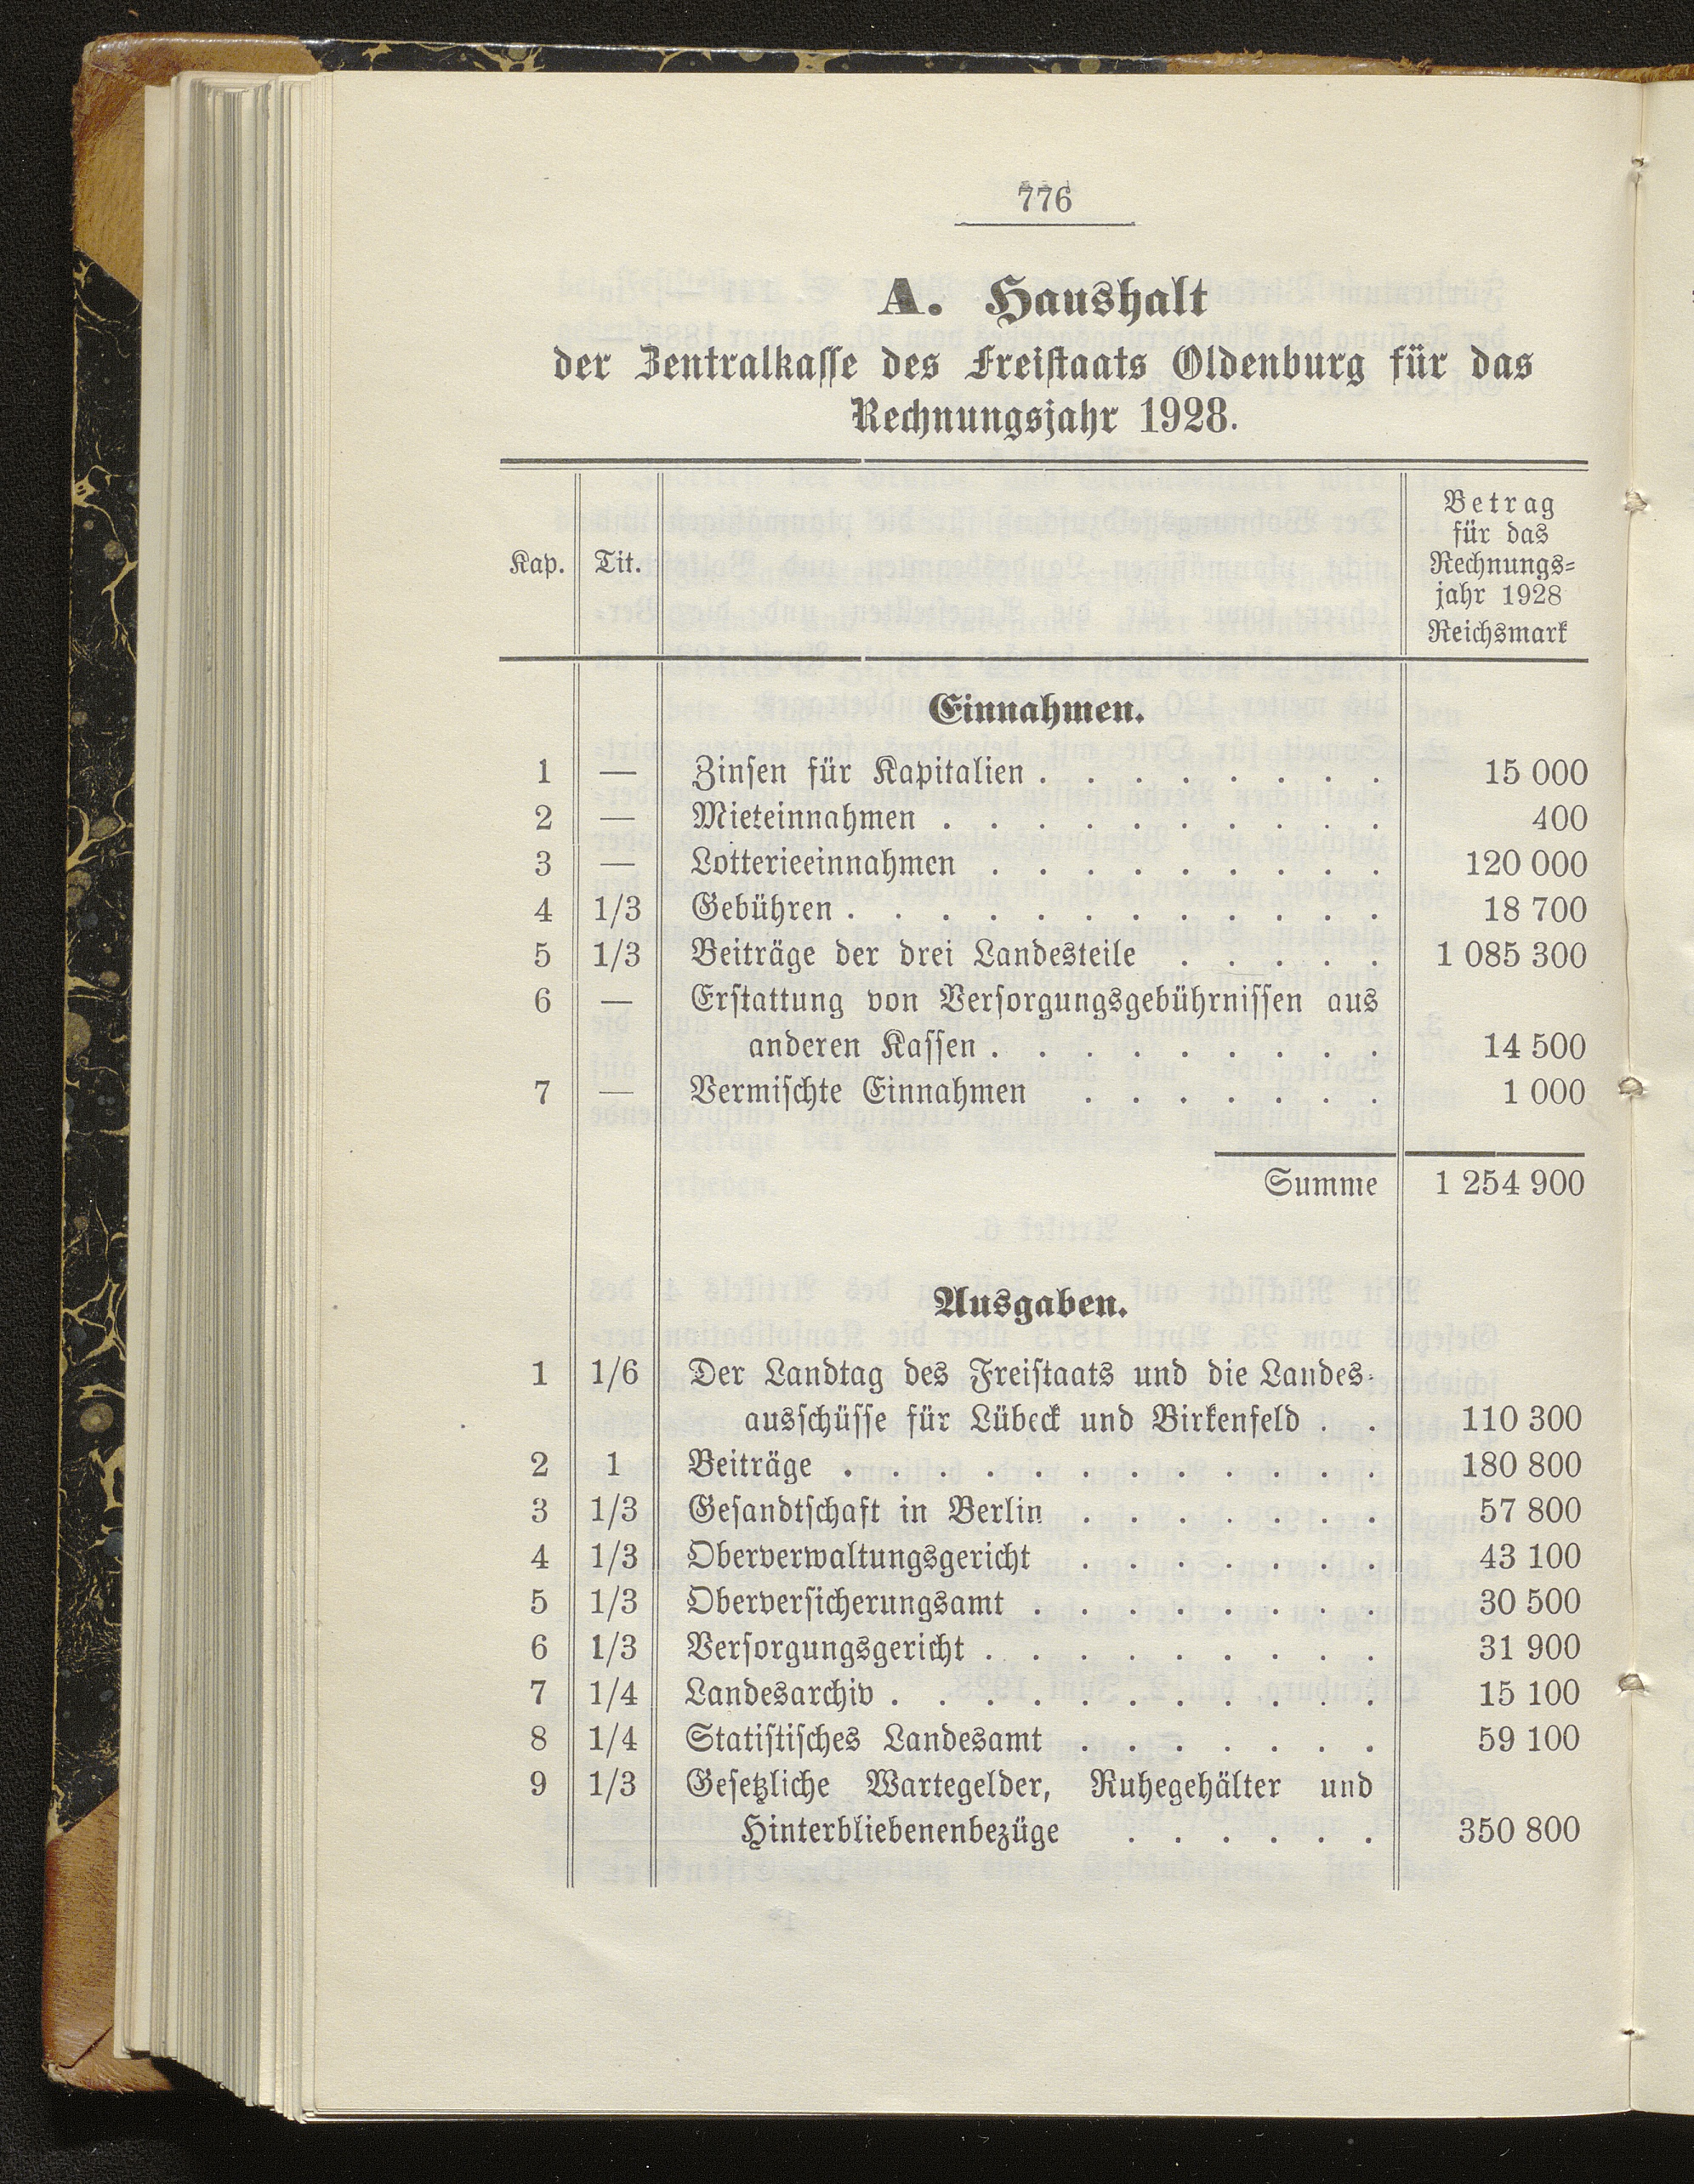 776
A. Haushalt
der Zentralkasse des Freistaats Oldenburg für das
Rechnungsjahr 1928.
Kap. Tit. Betrag
für das
Rechnungs-
jahr 1928
Reichsmark
Einnahmen.
1 — Zinsen für Kapitalien . . . . . . . . 15 000
2 — Mieteinnahmen . . . . . . . . . . 400
3 — Lotterieeinnahmen . . . . . . . . . 120 000
4 1/3 Gebühren . . . . . . . . . . . . 18 700
5 1/3 Beiträge der drei Landesteile . . . . . 1 085 300
6 — Erstattung von Versorgungsgebührnissen aus
anderen Kassen . . . . . . . . . 14 500
7 — Vermischte Einnahmen . . . . . . . 1 000
Summe 1 254 900
Ausgaben.
1 1/6 Der Landtag des Freistaats und die Landes-
ausschüsse für Lübeck und Birkenfeld . . 110 300
2 1 Beiträge . . . . . . . . . . . . 180 800
3 1/3 Gesandtschaft in Berlin . . . . . . . 57 800
4 1/3 Oberverwaltungsgericht . . . . . . . 43 100
5 1/3 Oberversicherungsamt . . . . . . . . 30 500
6 1/3 Versorgungsgericht . . . . . . . . . 31 900
7 1/4 Landesarchiv . . . . . . . . . . . 15 100
8 1/4 Statistisches Landesamt . . . . . . . 59 100
9 1/3 Gesetzliche Wartegelder, Ruhegehälter und
Hinterbliebenenbezüge . . . . . . 350 800